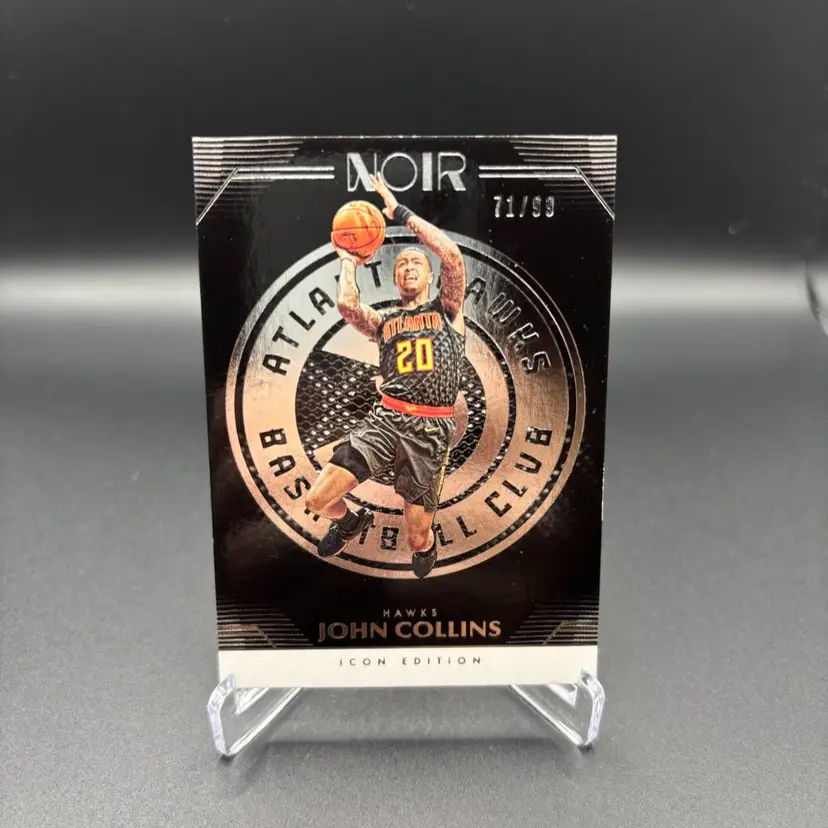 NOIR
71/99
ATLANTA HAWKS
ATLANTA
20
BASKETBALL CLUB
HAWKS
JOHN COLLINS
ICON EDITION